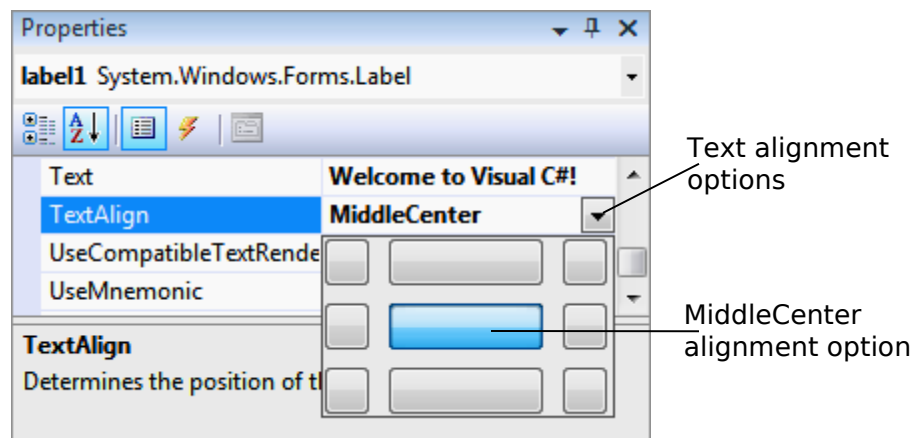 Properties
label1 System.Windows.Forms.Label
Text Welcome to Visual C#!
TextAlign MiddleCenter
UseCompatibleTextRende
UseMnemonic
TextAlign
Determines the position of th
Text alignment
options
MiddleCenter
alignment option